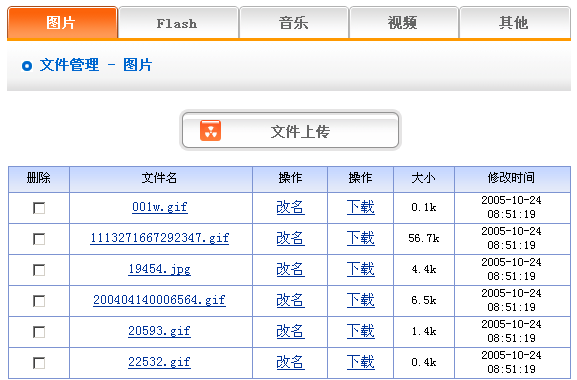 图片 Flash 音乐 视频 其他
文件管理 - 图片
文件上传
删除 文件名 操作 操作 大小 修改时间
001w.gif 改名 下载 0.1k 2005-10-24 08:51:19
1113271667292347.gif 改名 下载 56.7k 2005-10-24 08:51:19
19454.jpg 改名 下载 4.4k 2005-10-24 08:51:19
200404140006564.gif 改名 下载 6.5k 2005-10-24 08:51:19
20593.gif 改名 下载 1.4k 2005-10-24 08:51:19
22532.gif 改名 下载 0.4k 2005-10-24 08:51:19